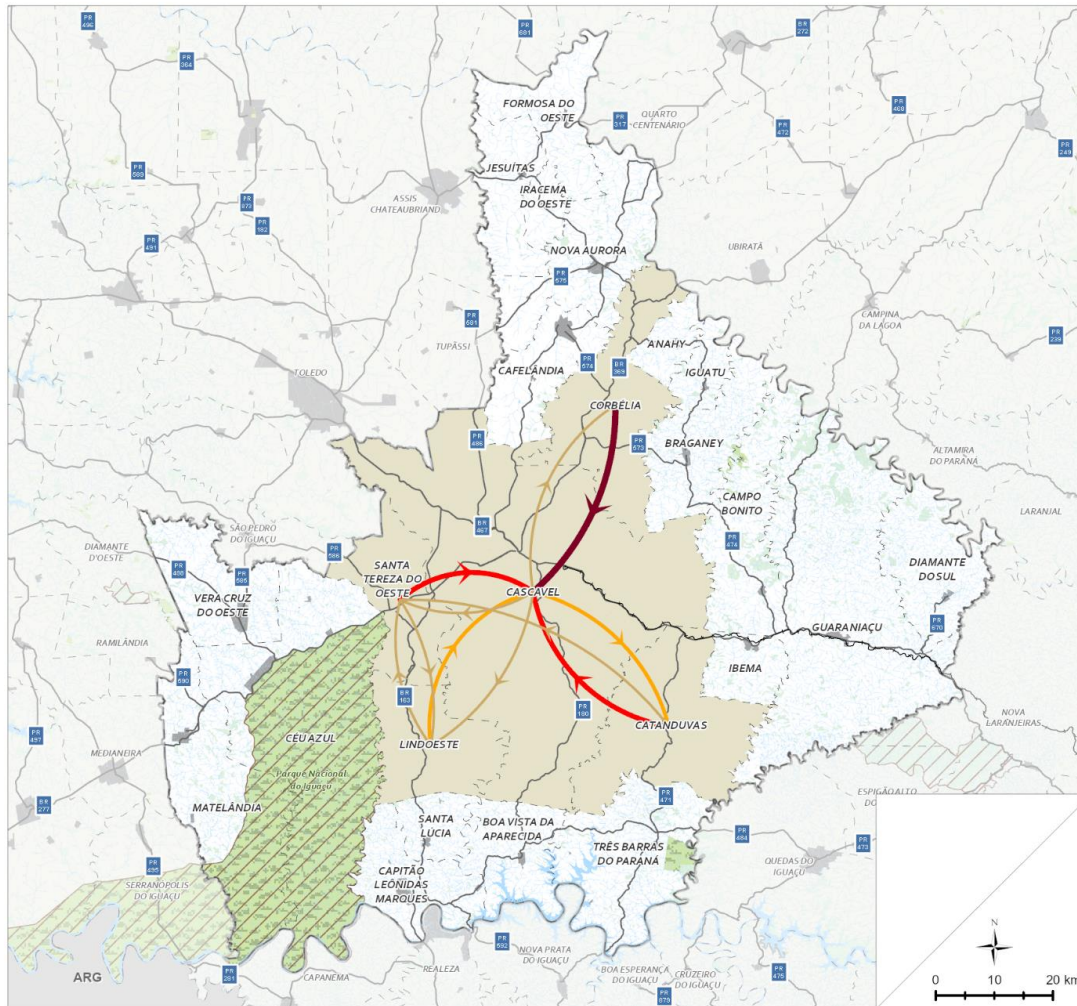 PR
496
PR
681
BR
272
PR
364
FORMOSA DO
OESTE
PR
317
QUARTO
CENTENÁRIO
PR
472
PR
468
PR
249
JESUÍTAS
PR
589
IRACEMA
DO OESTE
ASSIS
CHATEAUBRIAND
PR
873
PR
182
PR
491
NOVA AURORA
UBIRATÃ
PR
575
PR
581
TUPÃSSI
CAMPINA
DA LAGOA
PR
239
ANAHY
PR
574
BR
369
IGUATU
CAFELÂNDIA
TOLEDO
CORBÉLIA
PR
486
PR
573
BRAGANEY
ALTAMIRA
DO PARANÁ
CAMPO
BONITO
LARANJAL
BR
467
SÃO PEDRO
DO IGUAÇU
PR
474
DIAMANTE
D'OESTE
PR
586
PR
488
PR
585
SANTA
TEREZA DO
OESTE
DIAMANTE
DO SUL
CASCAVEL
VERA CRUZ
DO OESTE
PR
670
GUARANIAÇU
RAMILÂNDIA
IBEMA
PR
590
BR
163
PR
180
NOVA
LARANJEIRAS
CATANDUVAS
PR
497
CÉU AZUL
LINDOESTE
MEDIANEIRA
Parque Nacional
do Iguaçu
ESPIGÃO ALTO
DO
PR
471
MATELÂNDIA
BR
277
SANTA
LÚCIA
BOA VISTA DA
APARECIDA
PR
484
TRÊS BARRAS
DO PARANÁ
PR
473
QUEDAS DO
IGUAÇU
PR
495
CAPITÃO
LEÔNIDAS
MARQUES
SERRANÓPOLIS
DO IGUAÇU
N
PR
592
NOVA PRATA
DO IGUAÇU
ARG
PR
281
CAPANEMA
REALEZA
BOA ESPERANÇA
DO IGUAÇU
CRUZEIRO
DO IGUAÇU
PR
475
PR
879
0 10 20 km